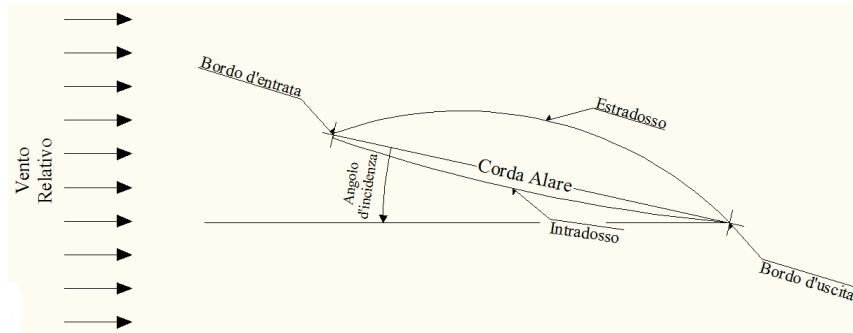 Bordo d'entrata
Estradosso
Vento
Relativo
Angolo
d'incidenza
Corda Alare
Intradosso
Bordo d'uscita